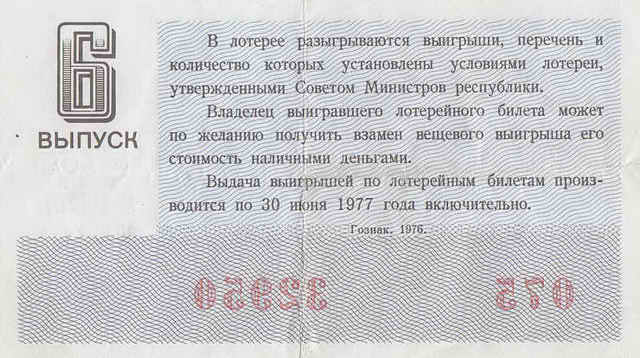 6
ВЫПУСК
В лотерее разыгрываются выигрыши, перечень и
количество которых установлены условиями лотереи,
утвержденными Советом Министров республики.
Владелец выигравшего лотерейного билета может
по желанию получить взамен вещевого выигрыша его
стоимость наличными деньгами.
Выдача выигрышей по лотерейным билетам произ-
водится по 30 июня 1977 года включительно.
Гознак. 1976.